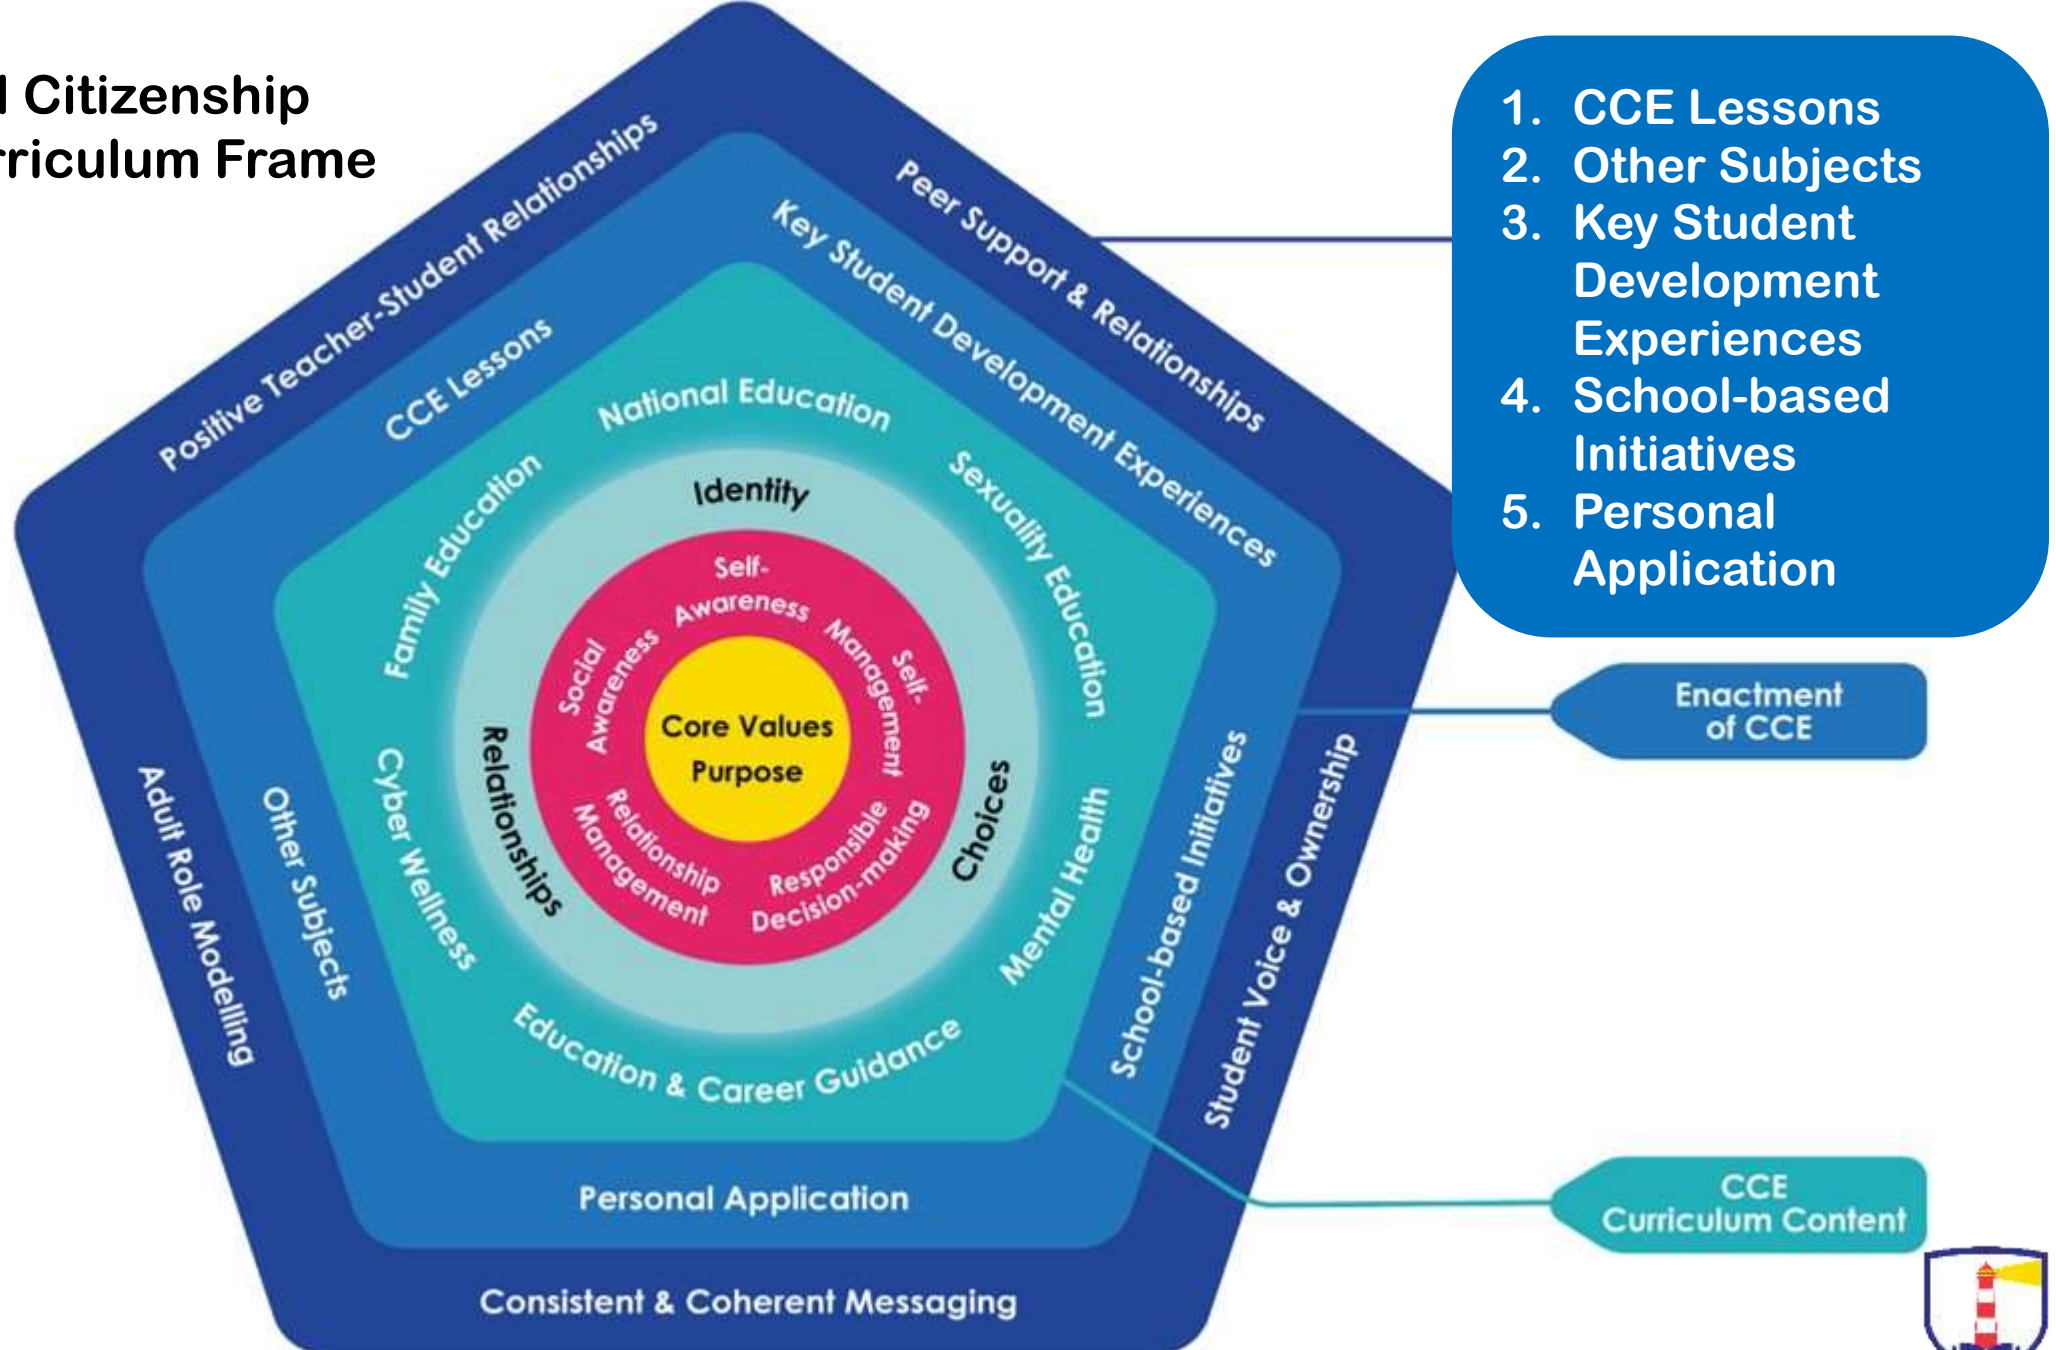 l Citizenship
rriculum Frame
1. CCE Lessons
2. Other Subjects
3. Key Student
Development
Experiences
4. School-based
Initiatives
5. Personal
Application
Positive Teacher-Student Relationships
Peer Support & Relationships
CCE Lessons
Key Student Development Experiences
National Education
Family Education
Sexuality Education
Identity
Self-
Awareness
Social
Awareness
Self-
Management
Core Values
Purpose
Relationships
Choices
Relationship
Management
Responsible
Decision-making
Cyber Wellness
Mental Health
Education & Career Guidance
Adult Role Modelling
Other Subjects
School-based Initiatives
Student Voice & Ownership
Personal Application
Consistent & Coherent Messaging
Enactment
of CCE
CCE
Curriculum Content